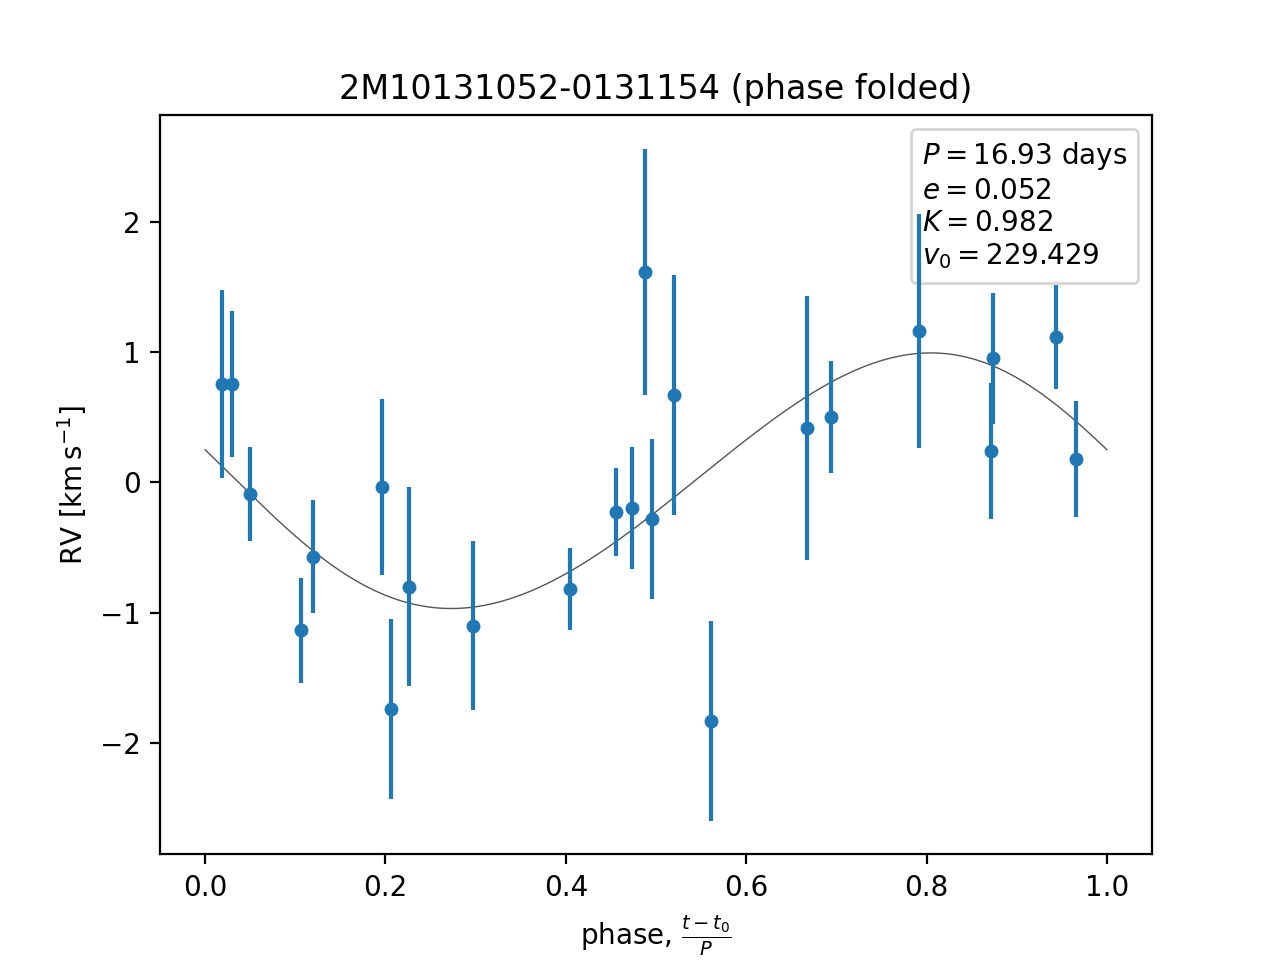 2M10131052-0131154 (phase folded)
P = 16.93 days
e = 0.052
K = 0.982
v₀ = 229.429
RV [km s⁻¹]
2
1
0
−1
−2
0.0 0.2 0.4 0.6 0.8 1.0
phase, (t − t₀)/P